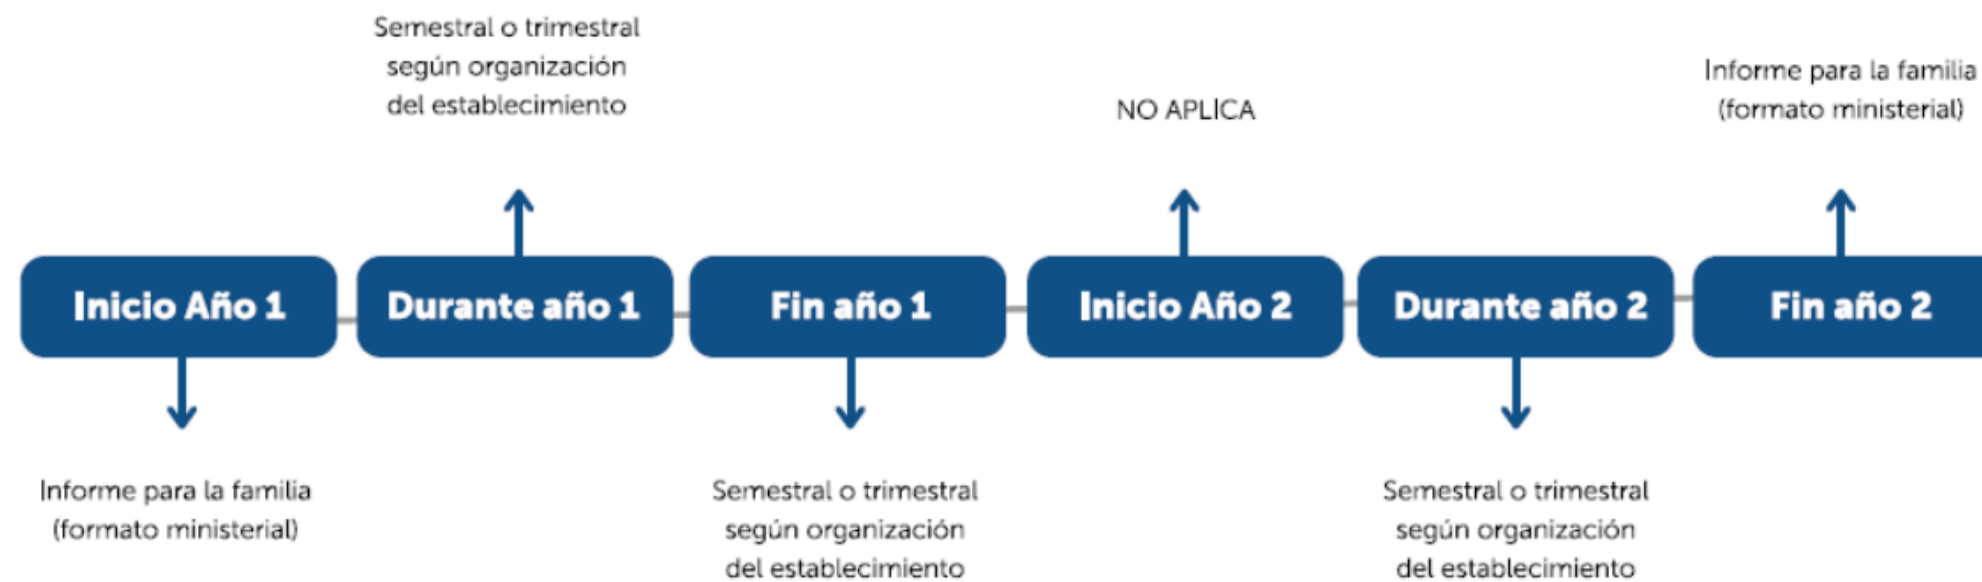 Semestral o trimestral
según organización
del establecimiento
NO APLICA
Informe para la familia
(formato ministerial)
Inicio Año 1
Durante año 1
Fin año 1
Inicio Año 2
Durante año 2
Fin año 2
Informe para la familia
(formato ministerial)
Semestral o trimestral
según organización
del establecimiento
Semestral o trimestral
según organización
del establecimiento